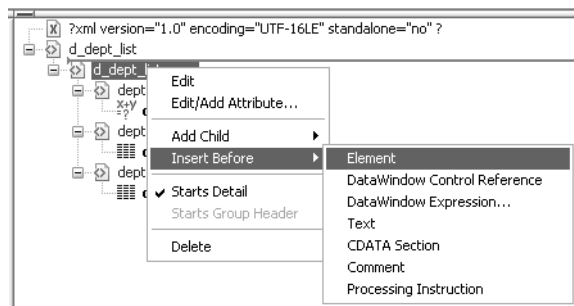 ?xml version="1.0" encoding="UTF-16LE" standalone="no" ?
d_dept_list
d_dept_
dept
x+y
=?
dept
dept
Edit
Edit/Add Attribute...
Add Child
Insert Before
Starts Detail
Starts Group Header
Delete
Element
DataWindow Control Reference
DataWindow Expression...
Text
CDATA Section
Comment
Processing Instruction